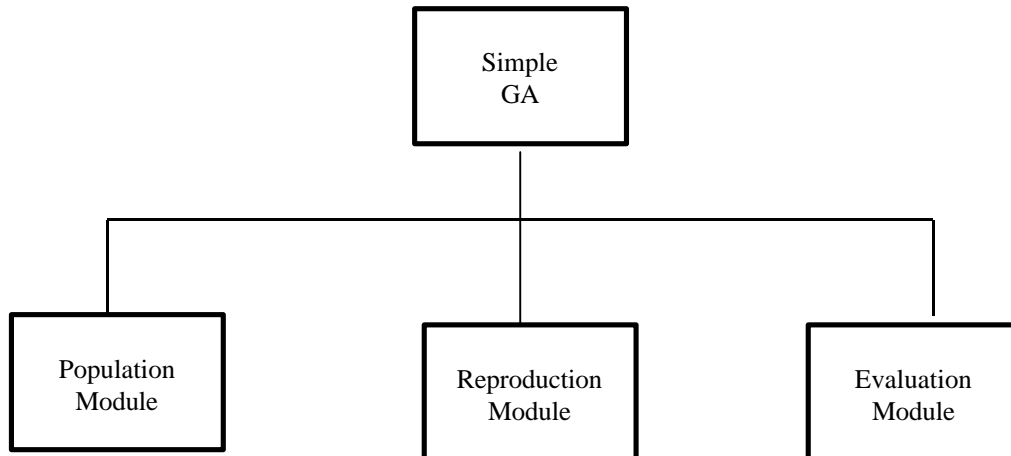 Simple
GA
Population
Module
Reproduction
Module
Evaluation
Module